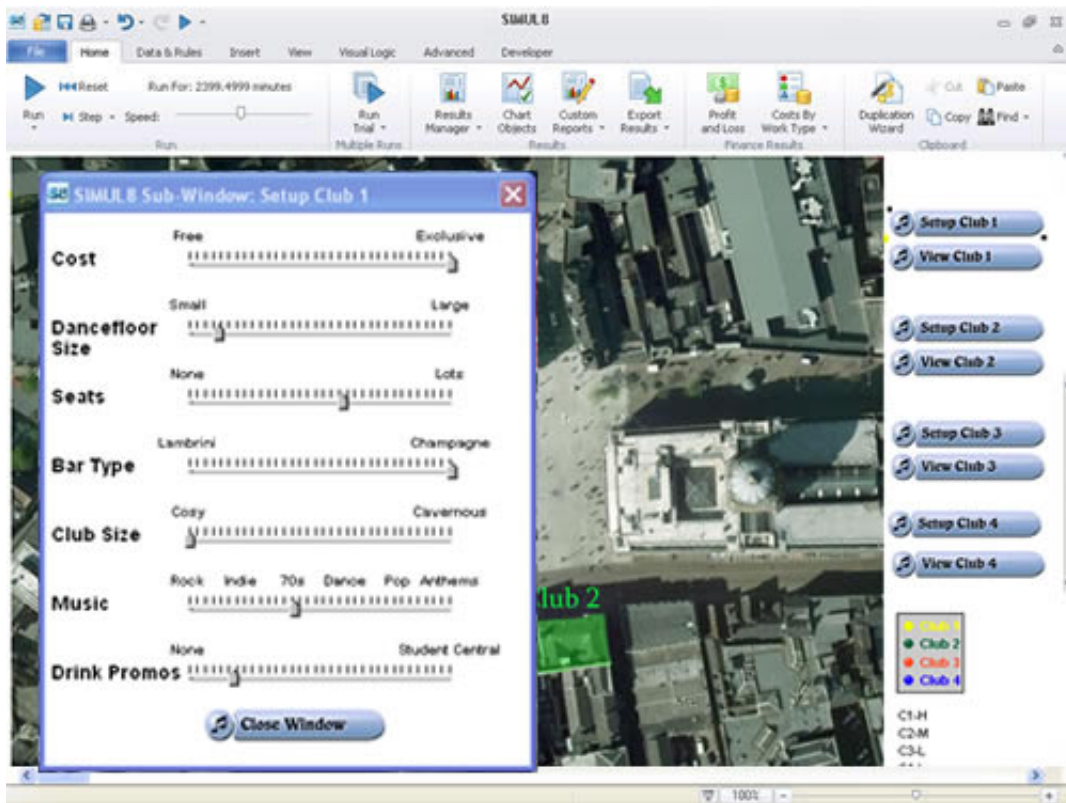 SIMUL8
File Home Data & Rules Insert View Visual Logic Advanced Developer
Run
Reset
Step
Run For: 2399.4999 minutes
Speed:
Run
Run Trial
Multiple Runs
Results Manager
Chart Objects
Custom Reports
Export Results
Results
Profit and Loss
Costs By Work Type
Finance Results
Duplication Wizard
Cut
Copy
Paste
Find
Clipboard
SIMUL8 Sub-Window: Setup Club 1
Free Exclusive
Cost
Small Large
Dancefloor
Size
None Lots
Seats
Lambrini Champagne
Bar Type
Cosy Cavernous
Club Size
Rock Indie 70s Dance Pop Anthems
Music
None Student Central
Drink Promos
Close Window
lub 2
Setup Club 1
View Club 1
Setup Club 2
View Club 2
Setup Club 3
View Club 3
Setup Club 4
View Club 4
Club 1
Club 2
Club 3
Club 4
C1-H
C2-M
C3-L
100%